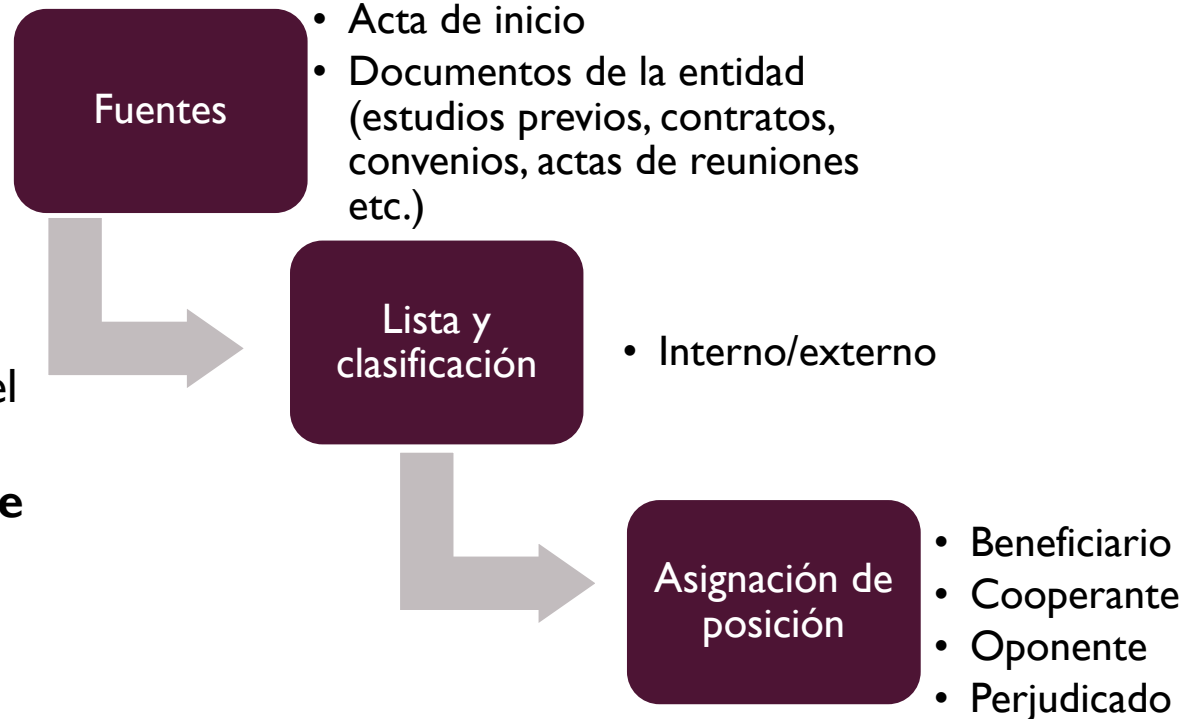 Fuentes
• Acta de inicio
• Documentos de la entidad
(estudios previos, contratos,
convenios, actas de reuniones
etc.)
Lista y
clasificación
• Interno/externo
el
e
Asignación de
posición
• Beneficiario
• Cooperante
• Oponente
• Perjudicado